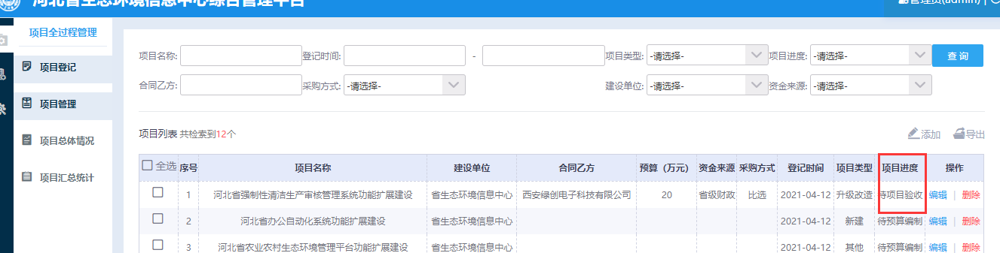 河北省生态环境信息中心综合管理平台 管理员(admin) |
项目全过程管理
项目登记
项目管理
项目总体情况
项目汇总统计
项目名称: 登记时间: - 项目类型: -请选择- 项目进度: -请选择- 查 询
合同乙方: 采购方式: -请选择- 建设单位: -请选择- 资金来源: -请选择-
项目列表 共检索到12个 添加 导出
全选 序号 项目名称 建设单位 合同乙方 预算（万元） 资金来源 采购方式 登记时间 项目类型 项目进度 操作
1 河北省强制性清洁生产审核管理系统功能扩展建设 省生态环境信息中心 西安绿创电子科技有限公司 20 省级财政 比选 2021-04-12 升级改造 待项目验收 编辑 | 删除
2 河北省办公自动化系统功能扩展建设 省生态环境信息中心 2021-04-12 新建 待预算编制 编辑 | 删除
3 河北省农业农村生态环境管理平台功能扩展建设 省生态环境信息中心 2021-04-12 其他 待预算编制 编辑 | 删除